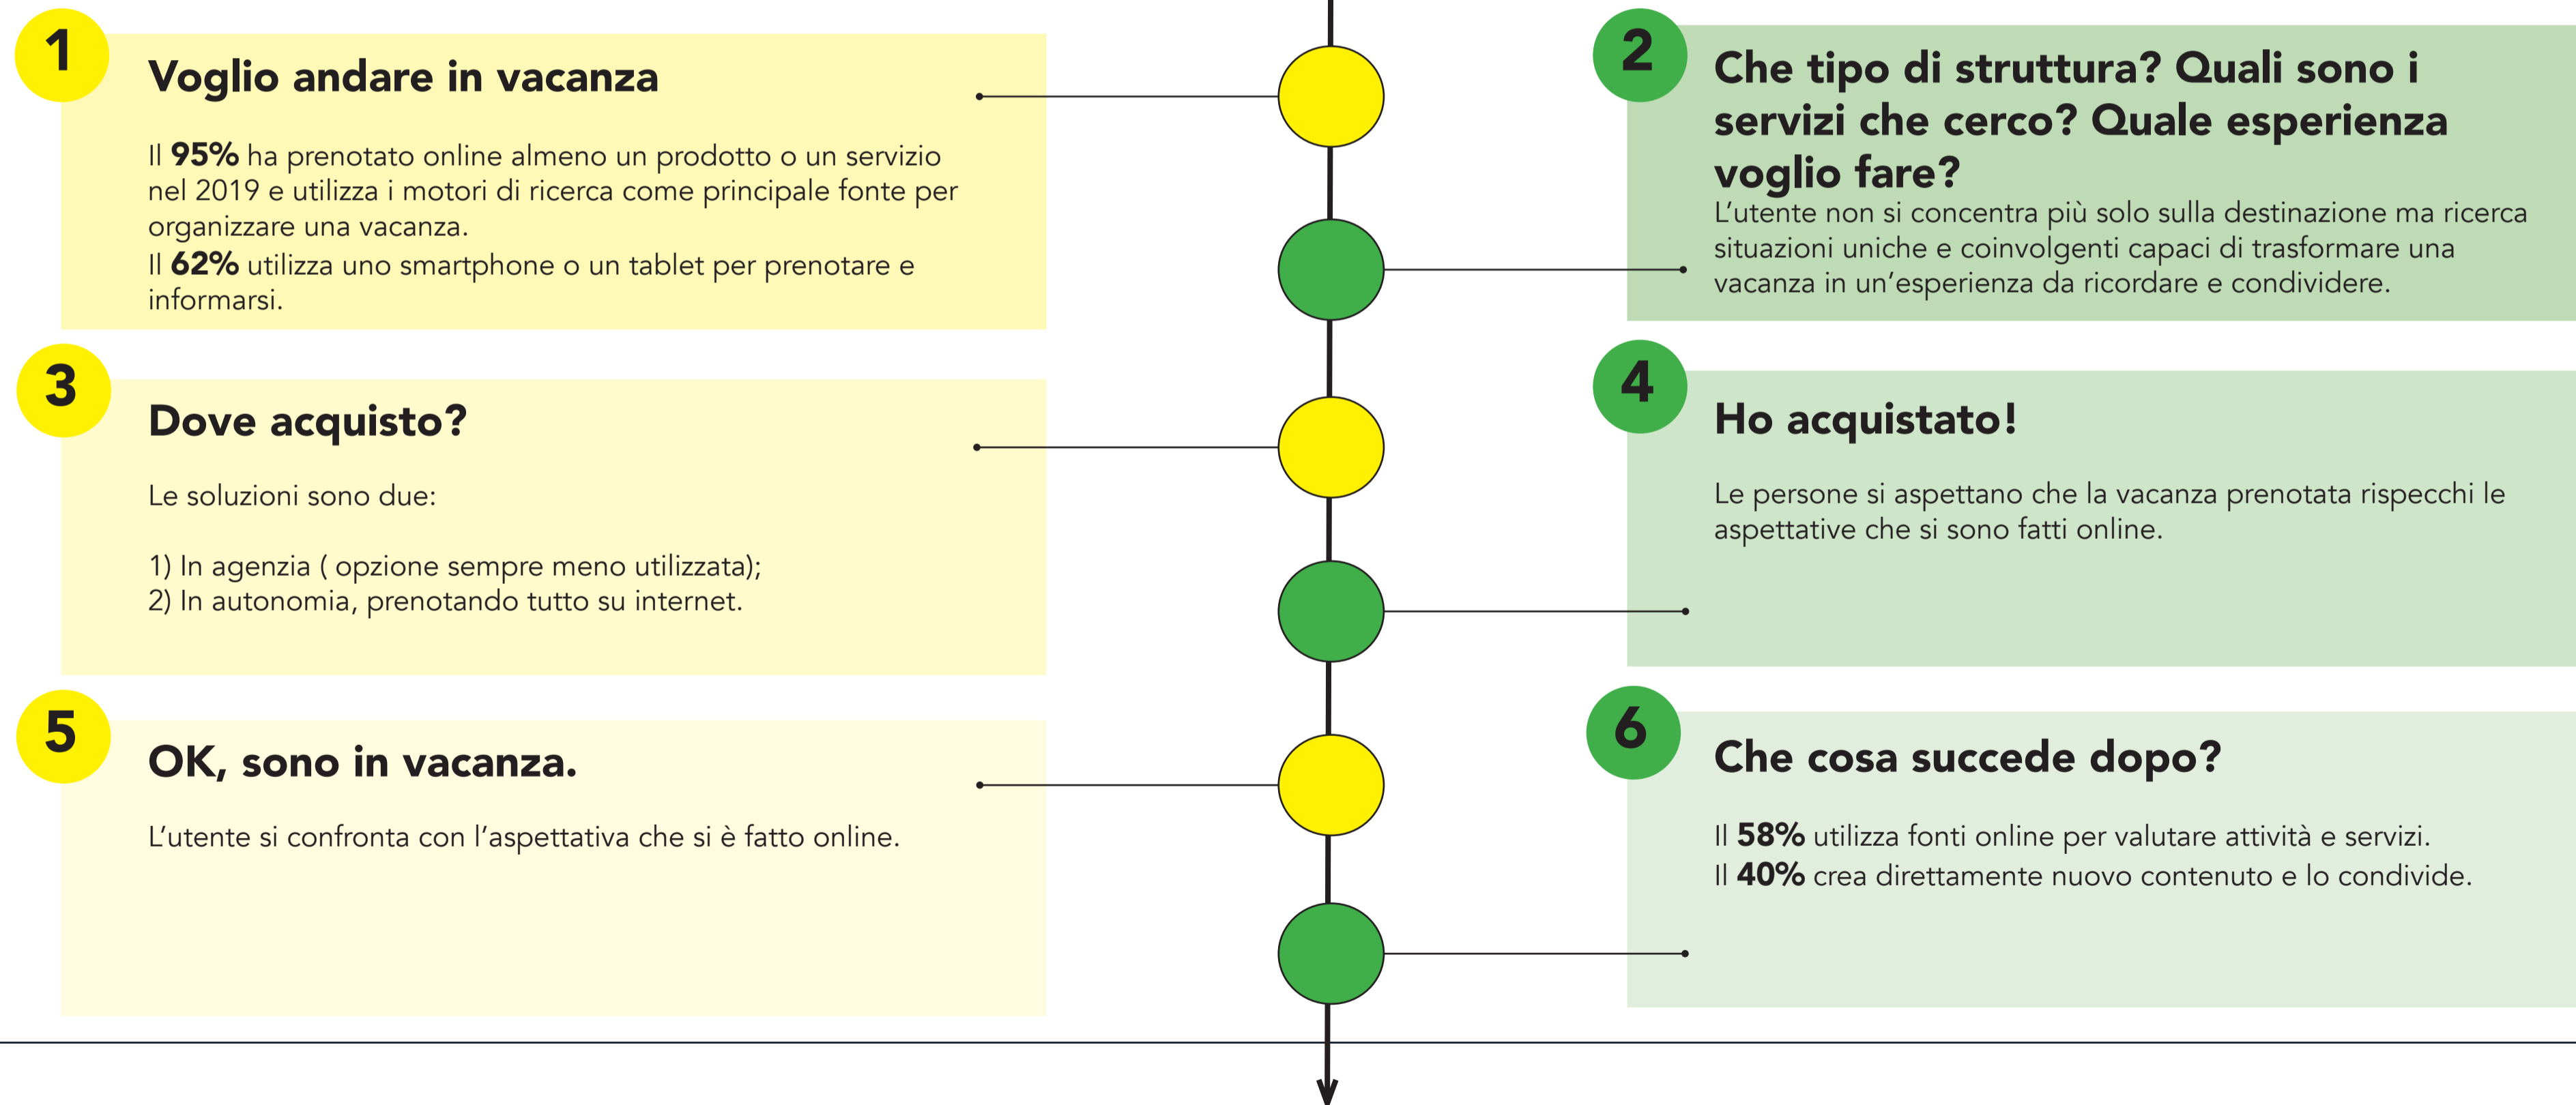 1
Voglio andare in vacanza
Il 95% ha prenotato online almeno un prodotto o un servizio
nel 2019 e utilizza i motori di ricerca come principale fonte per
organizzare una vacanza.
Il 62% utilizza uno smartphone o un tablet per prenotare e
informarsi.
2
Che tipo di struttura? Quali sono i
servizi che cerco? Quale esperienza
voglio fare?
L’utente non si concentra più solo sulla destinazione ma ricerca
situazioni uniche e coinvolgenti capaci di trasformare una
vacanza in un’esperienza da ricordare e condividere.
3
Dove acquisto?
Le soluzioni sono due:
1) In agenzia ( opzione sempre meno utilizzata);
2) In autonomia, prenotando tutto su internet.
4
Ho acquistato!
Le persone si aspettano che la vacanza prenotata rispecchi le
aspettative che si sono fatti online.
5
OK, sono in vacanza.
L’utente si confronta con l’aspettativa che si è fatto online.
6
Che cosa succede dopo?
Il 58% utilizza fonti online per valutare attività e servizi.
Il 40% crea direttamente nuovo contenuto e lo condivide.